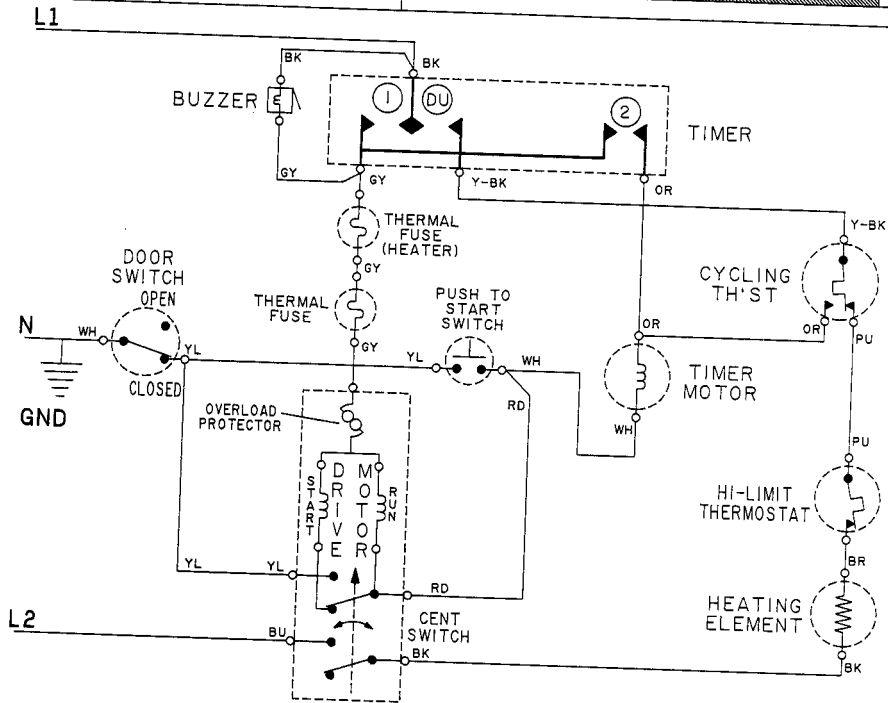 L1
BK
BK
BUZZER
1
DU
2
TIMER
GY
GY
Y-BK
OR
THERMAL
FUSE
(HEATER)
Y-BK
GY
DOOR
SWITCH
OPEN
THERMAL
FUSE
PUSH TO
START
SWITCH
CYCLING
TH'ST
N
WH
YL
GY
YL
WH
OR
OR
PU
CLOSED
GND
OVERLOAD
PROTECTOR
RD
TIMER
MOTOR
WH
PU
START
DRIVE
MOTOR
RUN
HI-LIMIT
THERMOSTAT
YL
YL
RD
BR
CENT
SWITCH
HEATING
ELEMENT
L2
BU
BK
BK